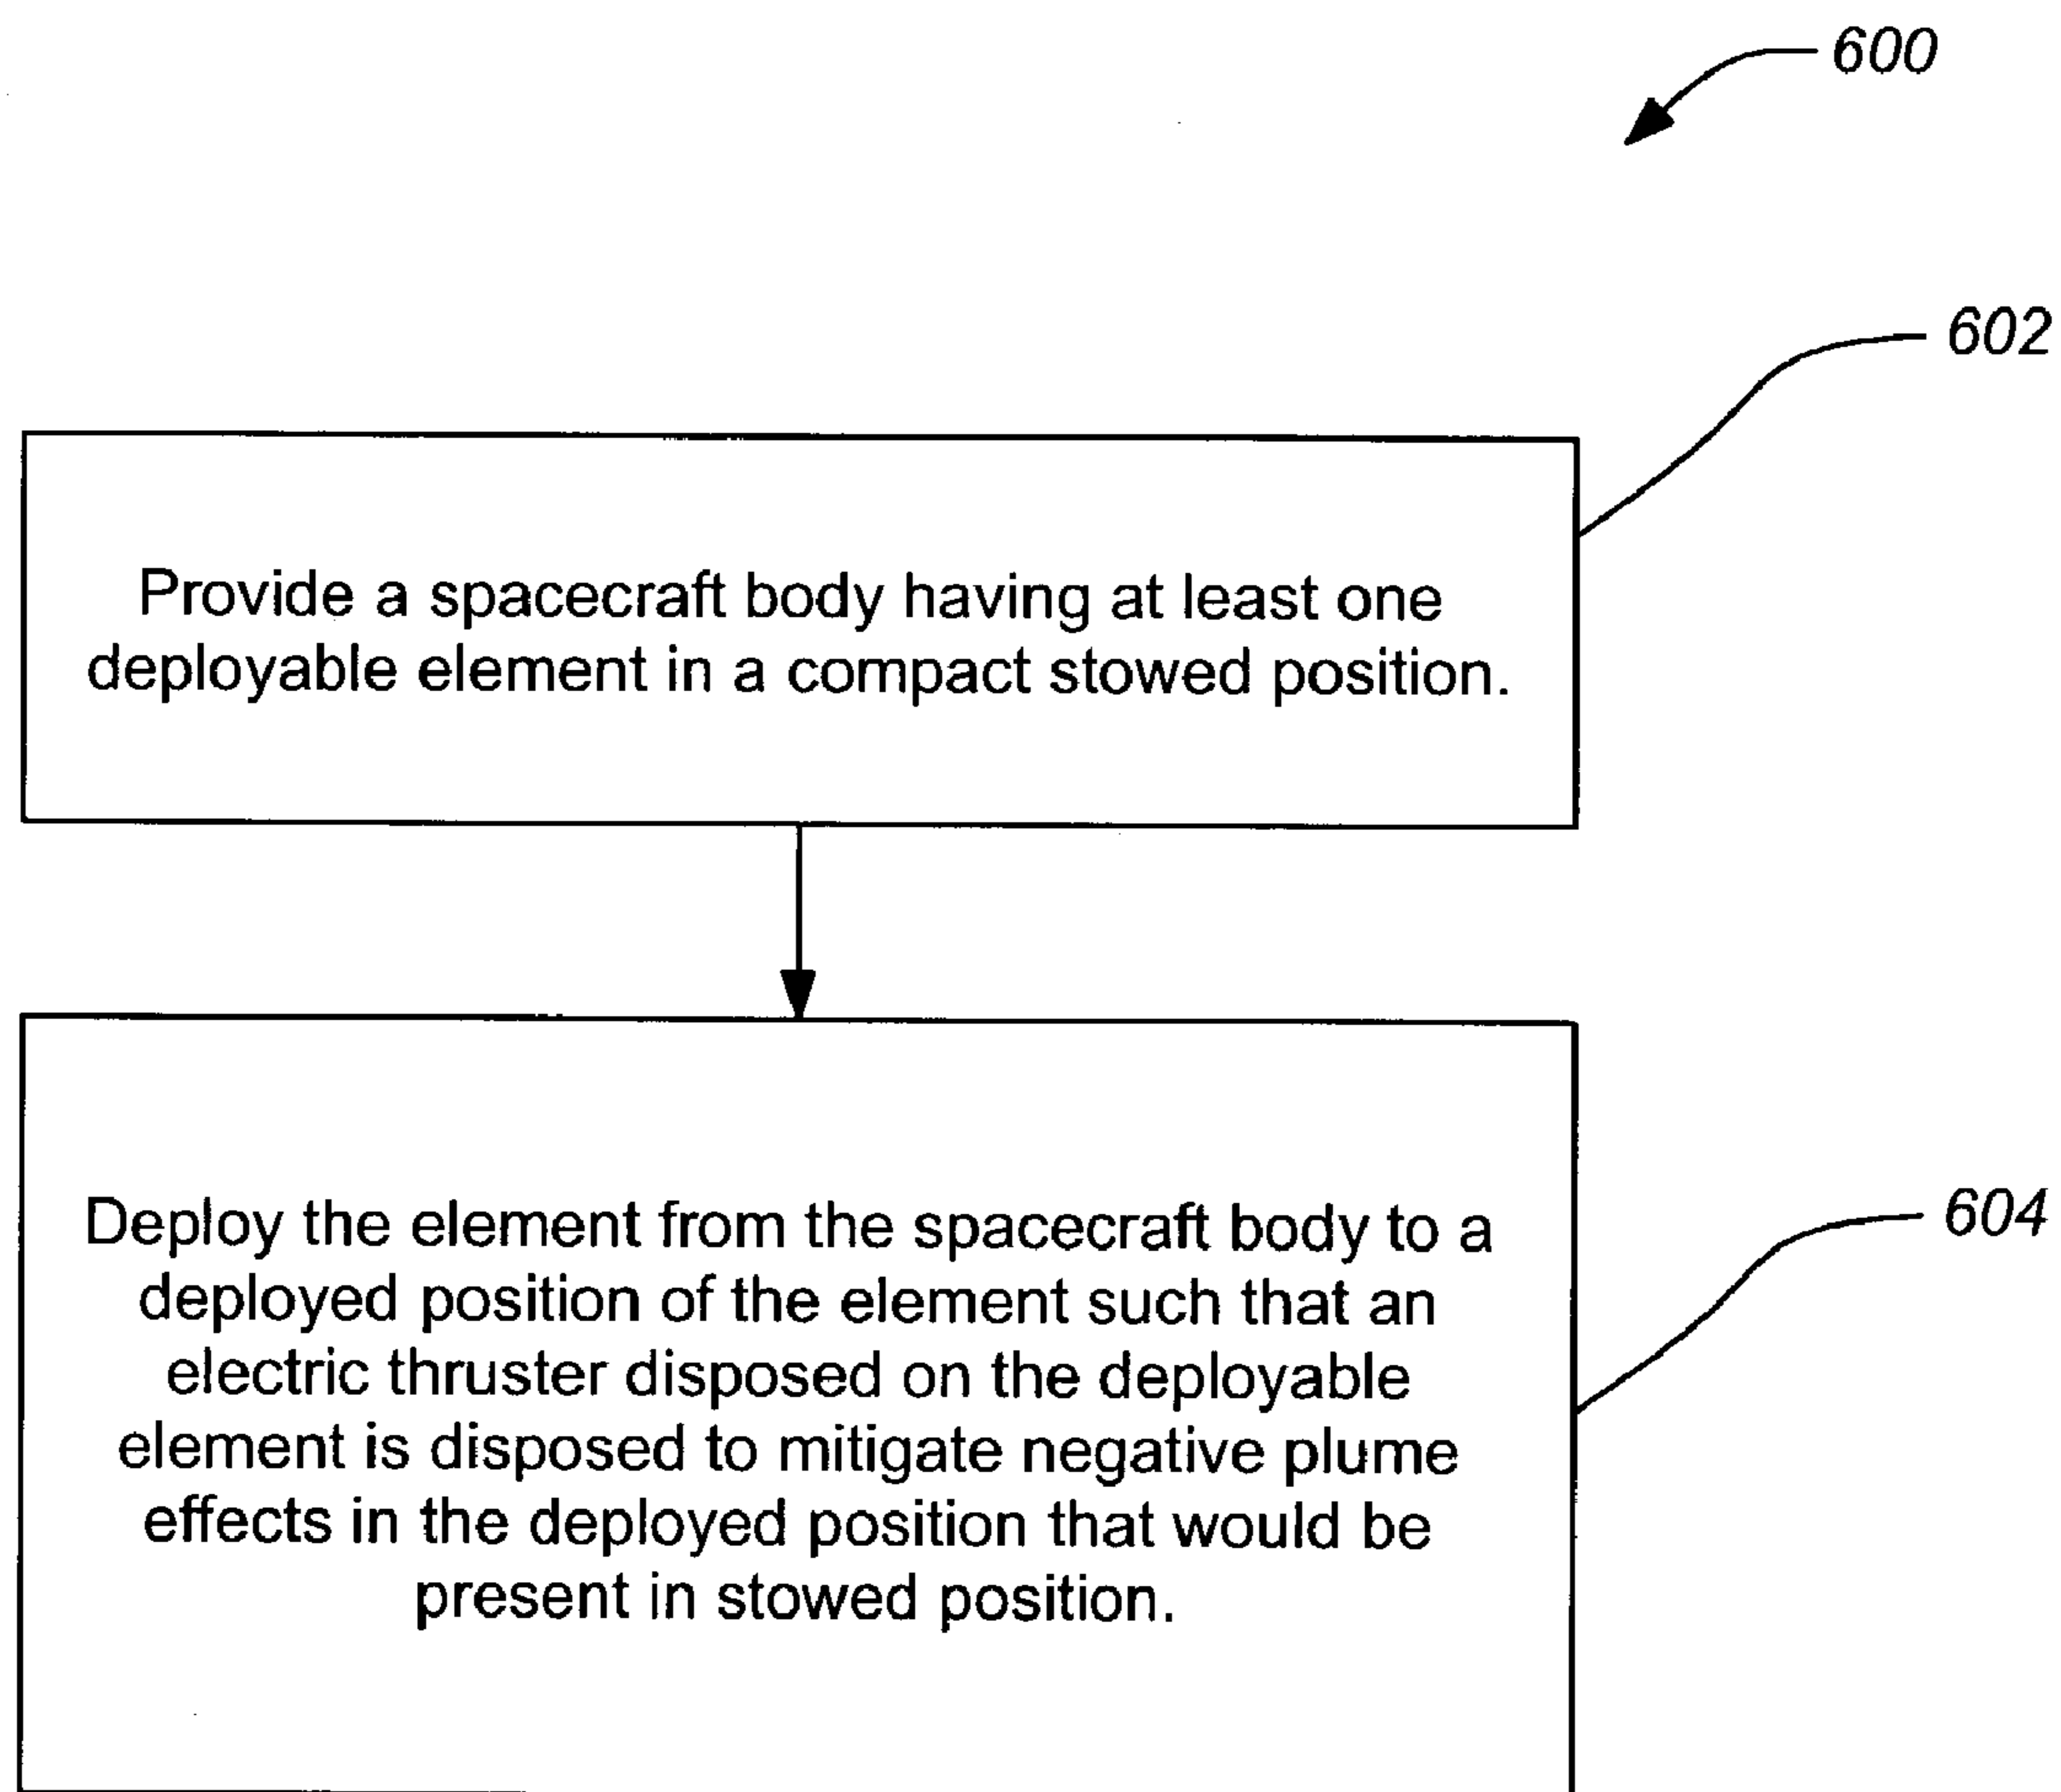 600
602
Provide a spacecraft body having at least one
deployable element in a compact stowed position.
604
Deploy the element from the spacecraft body to a
deployed position of the element such that an
electric thruster disposed on the deployable
element is disposed to mitigate negative plume
effects in the deployed position that would be
present in stowed position.